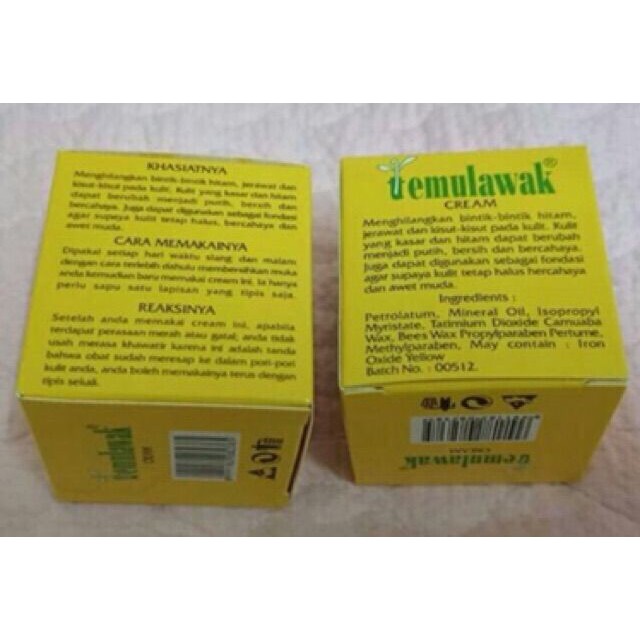 KHASIATNYA
Menghilangkan bintik-bintik hitam, jerawat dan
kisut-kisut pada kulit. Kulit yang kasar dan hitam
dapat berubah menjadi putih, bersih dan
bercahaya. Juga dapat digunakan sebagai fondasi
agar supaya kulit tetap halus, bercahaya dan
awet muda.
CARA MEMAKAINYA
Dipakai setiap hari waktu siang dan malam
dengan cara terlebih dahulu membersihkan muka
anda kemudian baru memakai cream ini. Ia hanya
perlu sapu satu lapisan yang tipis saja.
REAKSINYA
Setelah anda memakai cream ini, apabila
terdapat perasaan merah atau gatal, anda tidak
usah merasa khawatir karena ini adalah tanda
bahwa obat sudah meresap ke dalam pori-pori
kulit anda, anda boleh memakainya terus dengan
tipis sekali.
temulawak®
CREAM
temulawak®
CREAM
Menghilangkan bintik-bintik hitam,
jerawat dan kisut-kisut pada kulit. Kulit
yang kasar dan hitam dapat berubah
menjadi putih, bersih dan bercahaya.
Juga dapat digunakan sebagai fondasi
agar supaya kulit tetap halus hercahaya
dan awet muda.
Ingredients :
Petrolatum, Mineral Oil, Isopropyl
Myristate, Tatimium Dioxide Camuaba
Wax, Bees Wax Propylparaben Perfume,
Methylparaben, May contain : Iron
Oxide Yellow
Batch No. : 00512.
CREAM
temulawak®